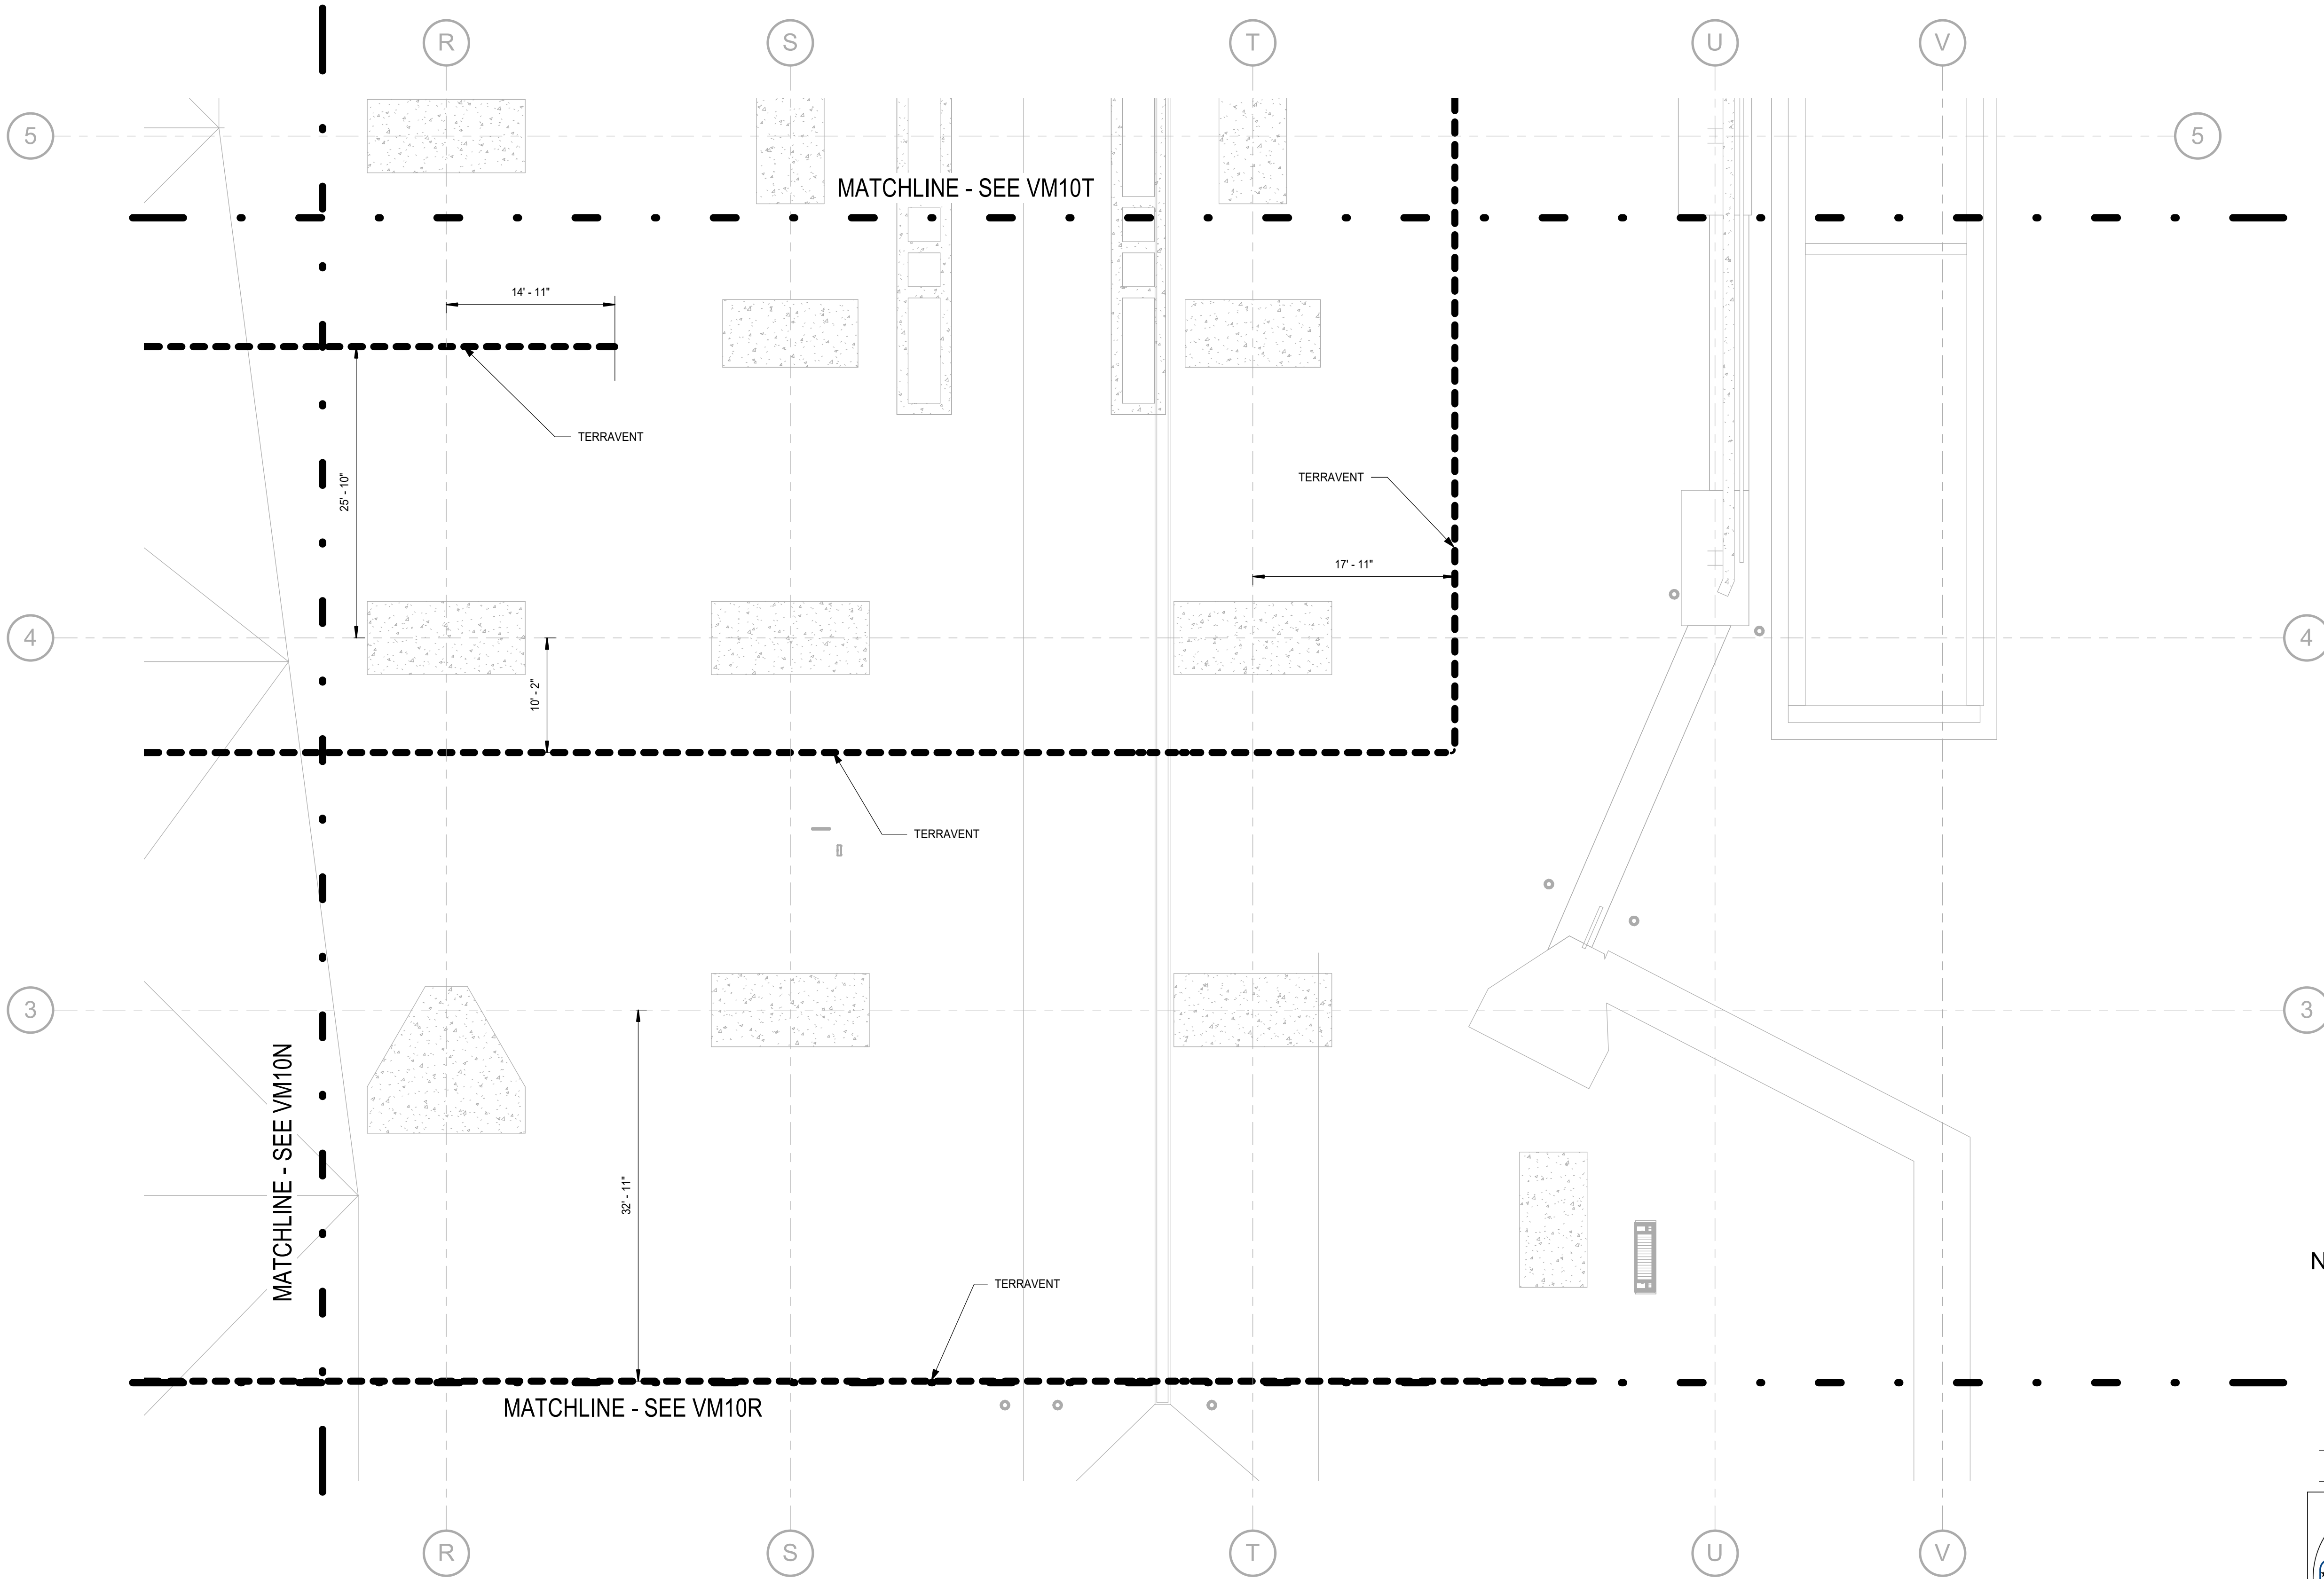 R
S
T
U
V
5
5
MATCHLINE - SEE VM10T
14' - 11"
TERRAVENT
25' - 10"
TERRAVENT
17' - 11"
4
4
10' - 2"
TERRAVENT
3
3
MATCHLINE - SEE VM10N
32' - 11"
TERRAVENT
N
MATCHLINE - SEE VM10R
R
S
T
U
V